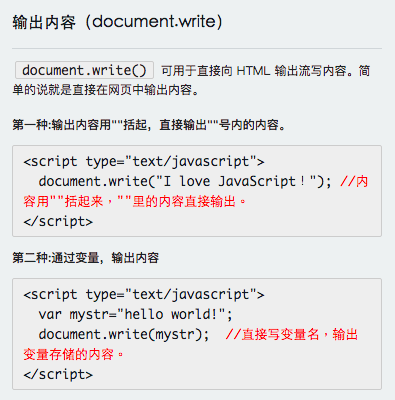 输出内容（document.write）
document.write() 可用于直接向 HTML 输出流写内容。简
单的说就是直接在网页中输出内容。
第一种:输出内容用""括起，直接输出""号内的内容。
<script type="text/javascript">
document.write("I love JavaScript！"); //内
容用""括起来，""里的内容直接输出。
</script>
第二种:通过变量，输出内容
<script type="text/javascript">
var mystr="hello world!";
document.write(mystr);  //直接写变量名，输出
变量存储的内容。
</script>